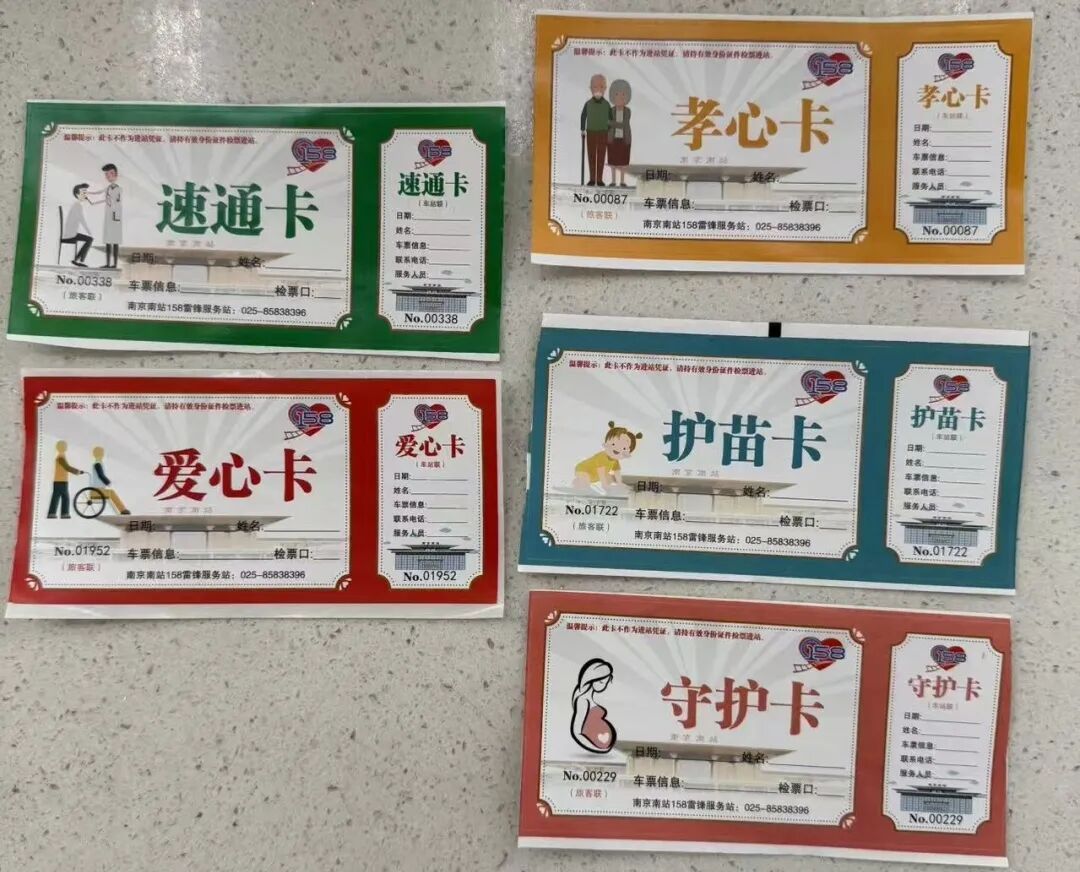 温馨提示：此卡不作为进站凭证，请持有效身份证件检票进站。
158
速通卡
南京南站
日期:
姓名:
No.00338
车票信息:
检票口:
（旅客联）
南京南站158雷锋服务站：025-85838396
158
速通卡
（车站联）
日期:
姓名:
车票信息:
联系电话:
服务人员:
No.00338
温馨提示：此卡不作为进站凭证，请持有效身份证件检票进站。
158
爱心卡
南京南站
日期:
姓名:
No.01952
车票信息:
检票口:
（旅客联）
南京南站158雷锋服务站：025-85838396
158
爱心卡
（车站联）
日期:
姓名:
车票信息:
联系电话:
服务人员:
No.01952
温馨提示：此卡不作为进站凭证，请持有效身份证件检票进站。
158
孝心卡
南京南站
日期:
姓名:
No.00087
车票信息:
检票口:
（旅客联）
南京南站158雷锋服务站：025-85838396
158
孝心卡
（车站联）
日期:
姓名:
车票信息:
联系电话:
服务人员:
No.00087
温馨提示：此卡不作为进站凭证，请持有效身份证件检票进站。
158
护苗卡
南京南站
日期:
姓名:
No.01722
车票信息:
检票口:
（旅客联）
南京南站158雷锋服务站：025-85838396
158
护苗卡
（车站联）
日期:
姓名:
车票信息:
联系电话:
服务人员:
No.01722
温馨提示：此卡不作为进站凭证，请持有效身份证件检票进站。
158
守护卡
南京南站
日期:
姓名:
No.00229
车票信息:
检票口:
（旅客联）
南京南站158雷锋服务站：025-85838396
158
守护卡
（车站联）
日期:
姓名:
车票信息:
联系电话:
服务人员:
No.00229